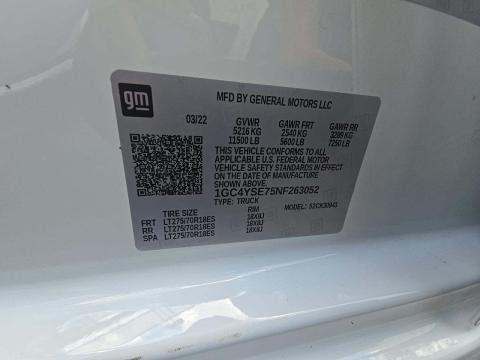 gm
MFD BY GENERAL MOTORS LLC
03/22 GVWR GAWR FRT GAWR RR
5216 KG 2540 KG 3289 KG
11500 LB 5600 LB 7250 LB
THIS VEHICLE CONFORMS TO ALL
APPLICABLE U.S. FEDERAL MOTOR
VEHICLE SAFETY STANDARDS IN
EFFECT ON THE DATE OF
MANUFACTURE SHOWN ABOVE.
1GC4YSE75NF263052
TYPE: TRUCK MODEL:
TIRE SIZE RIM
FRT LT275/70R18ES 18X8J
RR LT275/70R18ES 18X8J
SPA LT275/70R18ES 18X8J